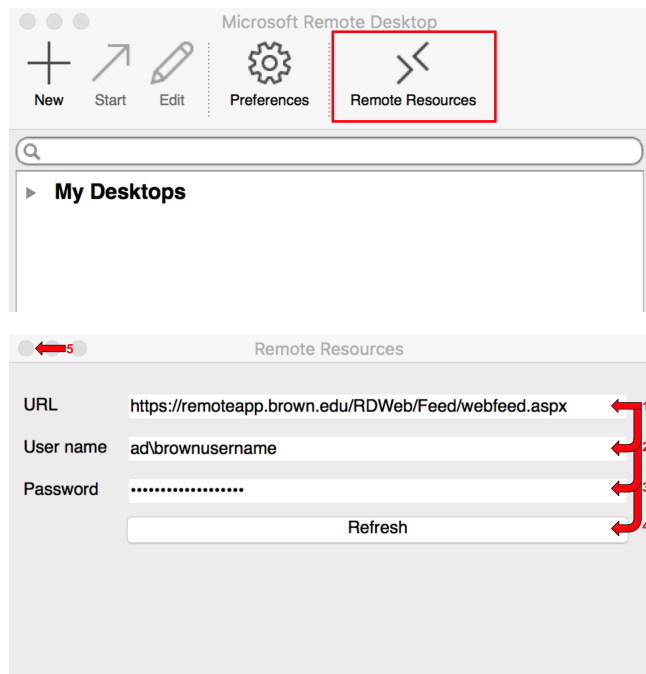 Microsoft Remote Desktop
New Start Edit Preferences Remote Resources
My Desktops
5 Remote Resources
URL https://remoteapp.brown.edu/RDWeb/Feed/webfeed.aspx 1
User name ad\brownusername 2
Password ••••••••••••••••••• 3
Refresh 4